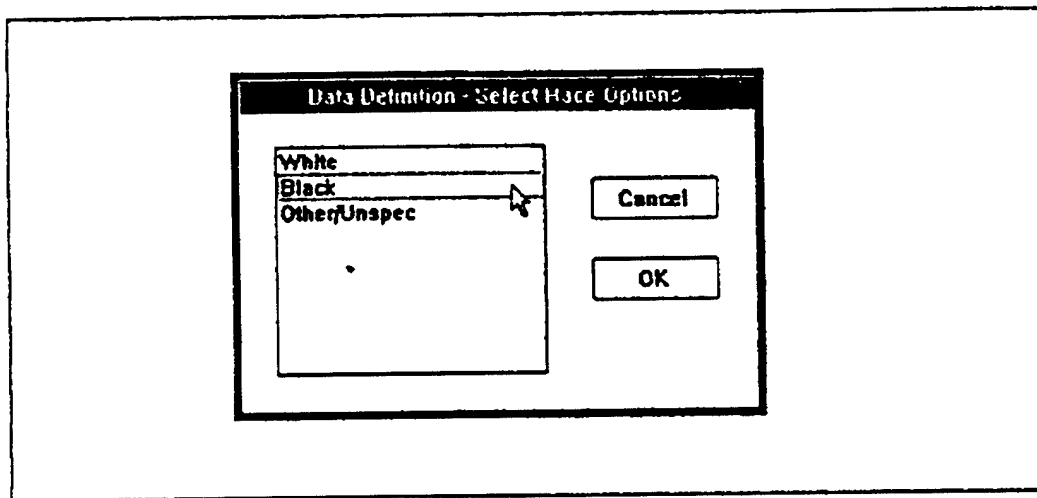 Data Definition - Select Race Options
White
Black
Other/Unspec
Cancel
OK